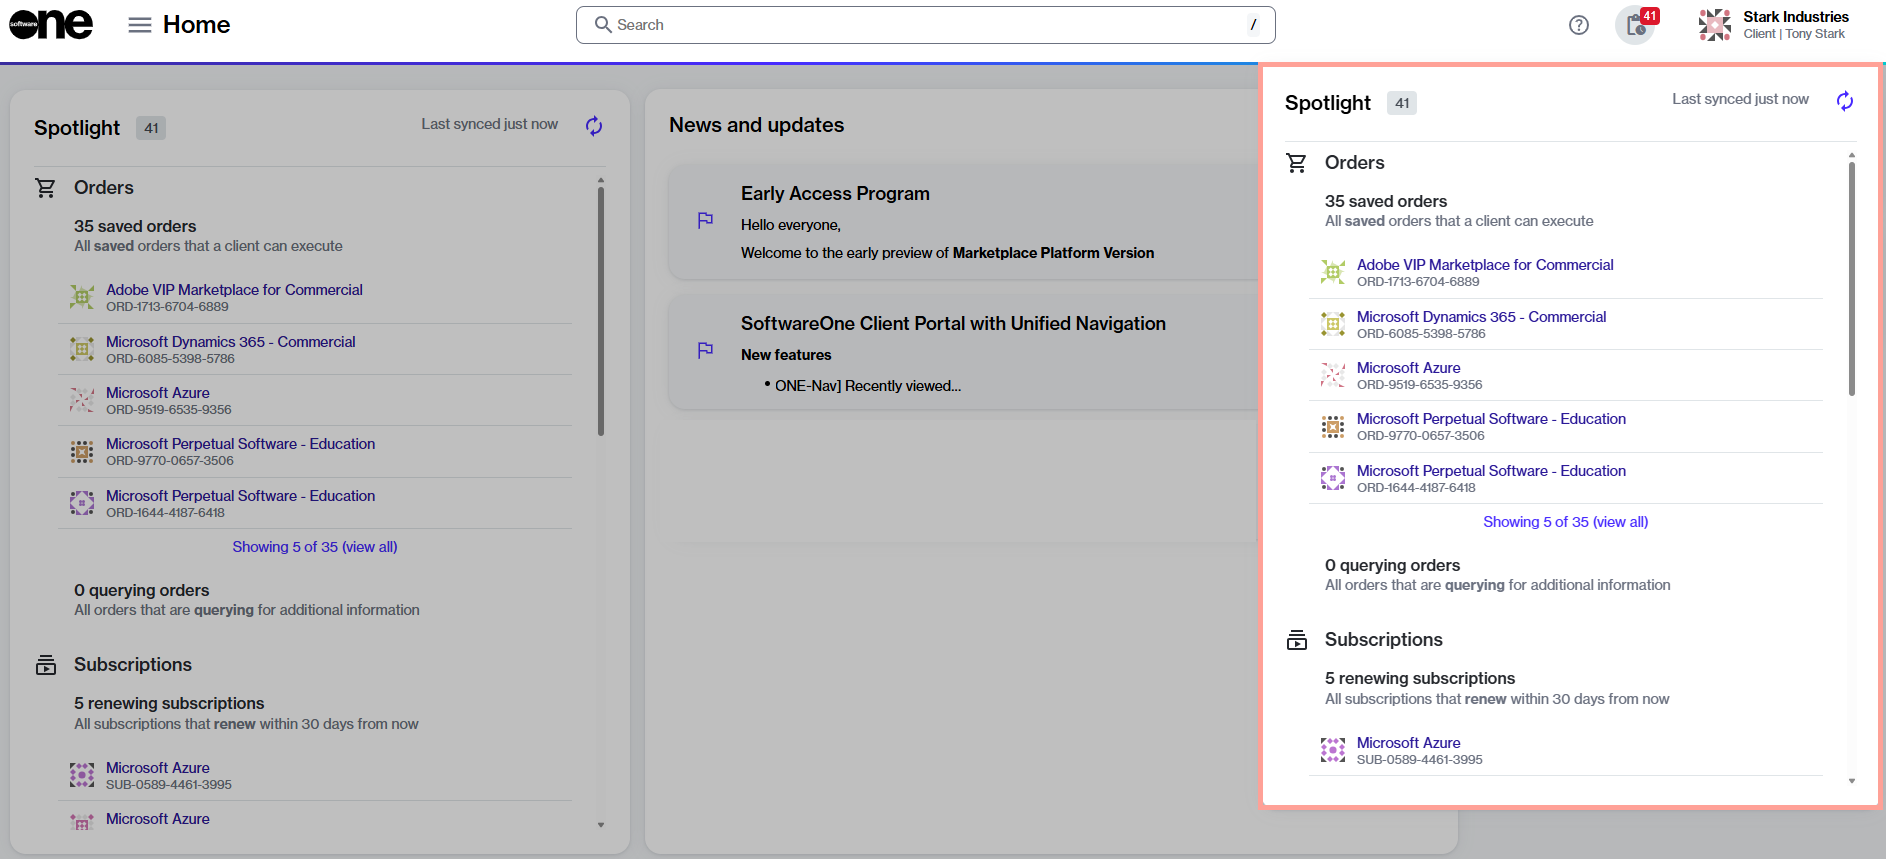 software
one
Home
Search
/
41
Stark Industries
Client | Tony Stark
Spotlight
41
Last synced just now
Orders
35 saved orders
All saved orders that a client can execute
Adobe VIP Marketplace for Commercial
ORD-1713-6704-6889
Microsoft Dynamics 365 - Commercial
ORD-6085-5398-5786
Microsoft Azure
ORD-9519-6535-9356
Microsoft Perpetual Software - Education
ORD-9770-0657-3506
Microsoft Perpetual Software - Education
ORD-1644-4187-6418
Showing 5 of 35 (view all)
0 querying orders
All orders that are querying for additional information
Subscriptions
5 renewing subscriptions
All subscriptions that renew within 30 days from now
Microsoft Azure
SUB-0589-4461-3995
Microsoft Azure
News and updates
Early Access Program
Hello everyone,
Welcome to the early preview of Marketplace Platform Version
SoftwareOne Client Portal with Unified Navigation
New features
• ONE-Nav] Recently viewed...
Spotlight
41
Last synced just now
Orders
35 saved orders
All saved orders that a client can execute
Adobe VIP Marketplace for Commercial
ORD-1713-6704-6889
Microsoft Dynamics 365 - Commercial
ORD-6085-5398-5786
Microsoft Azure
ORD-9519-6535-9356
Microsoft Perpetual Software - Education
ORD-9770-0657-3506
Microsoft Perpetual Software - Education
ORD-1644-4187-6418
Showing 5 of 35 (view all)
0 querying orders
All orders that are querying for additional information
Subscriptions
5 renewing subscriptions
All subscriptions that renew within 30 days from now
Microsoft Azure
SUB-0589-4461-3995